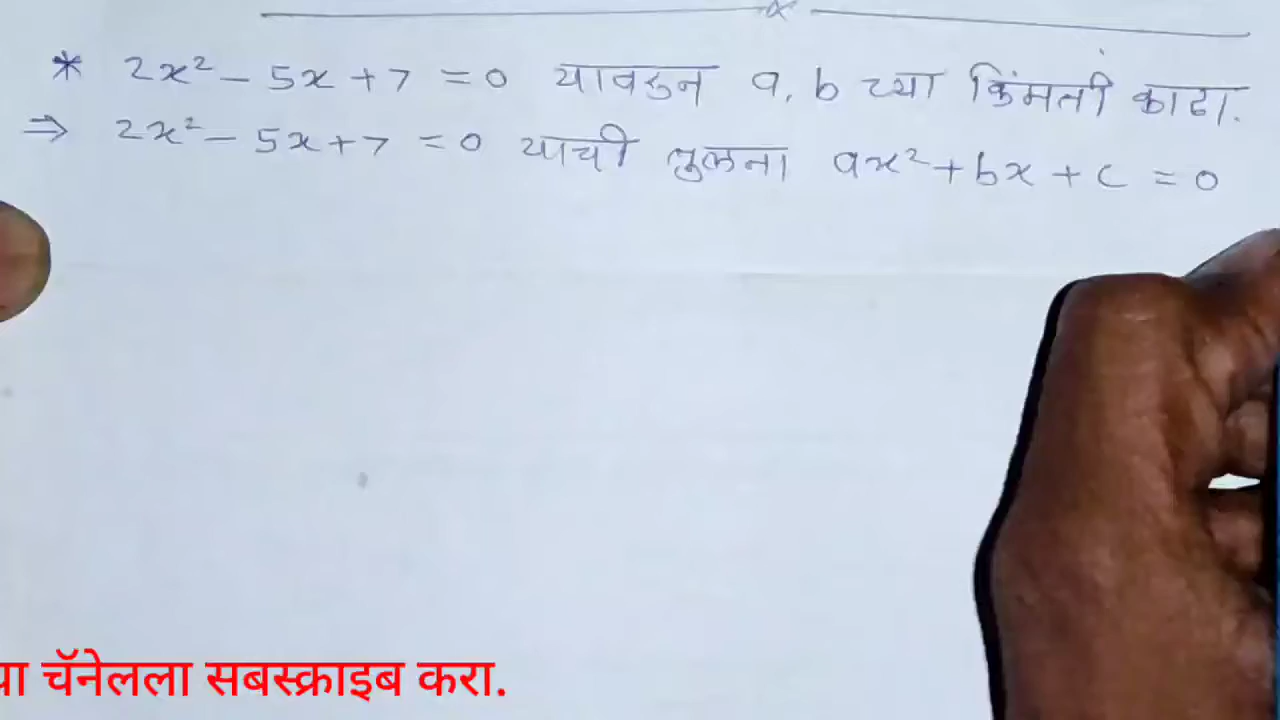 * 2x² - 5x + 7 = 0 यावरुन a, b च्या किंमती काढा.
⇒ 2x² - 5x + 7 = 0 याची तुलना ax² + bx + c = 0
या चॅनेलला सबस्क्राइब करा.